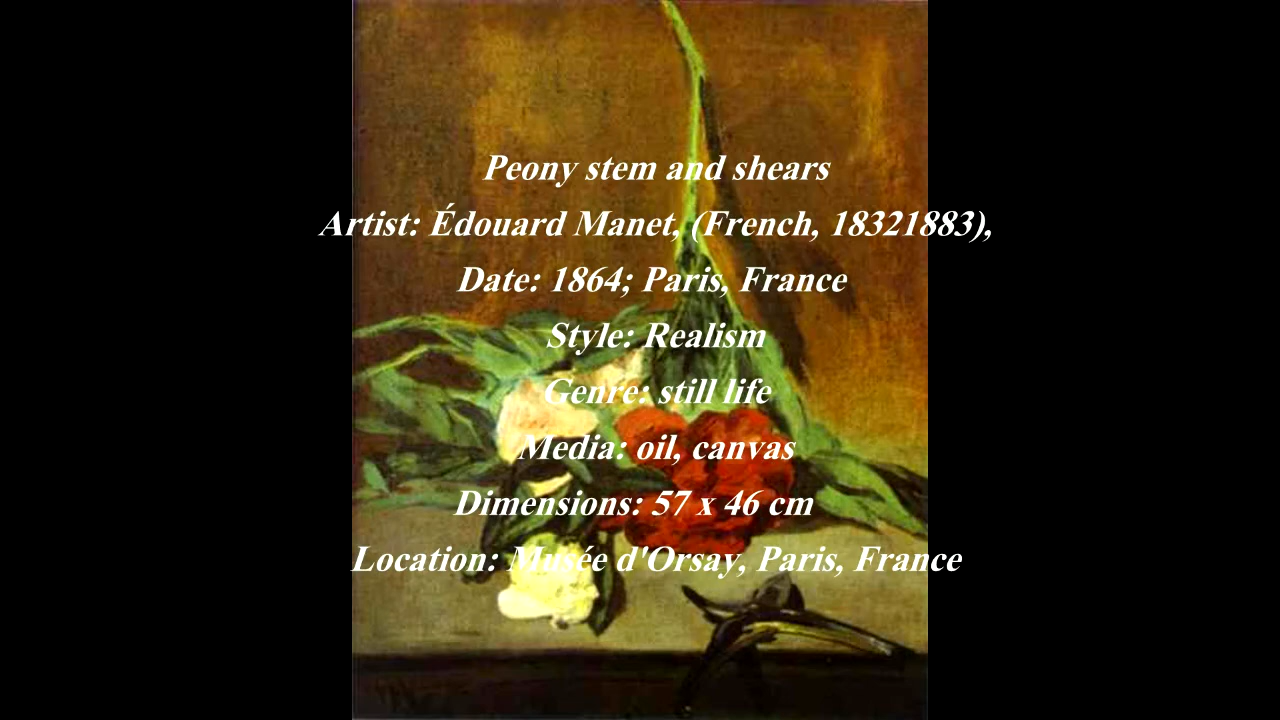 Peony stem and shears
Artist: Édouard Manet, (French, 18321883),
Date: 1864; Paris, France
Style: Realism
Genre: still life
Media: oil, canvas
Dimensions: 57 x 46 cm
Location: Musée d'Orsay, Paris, France